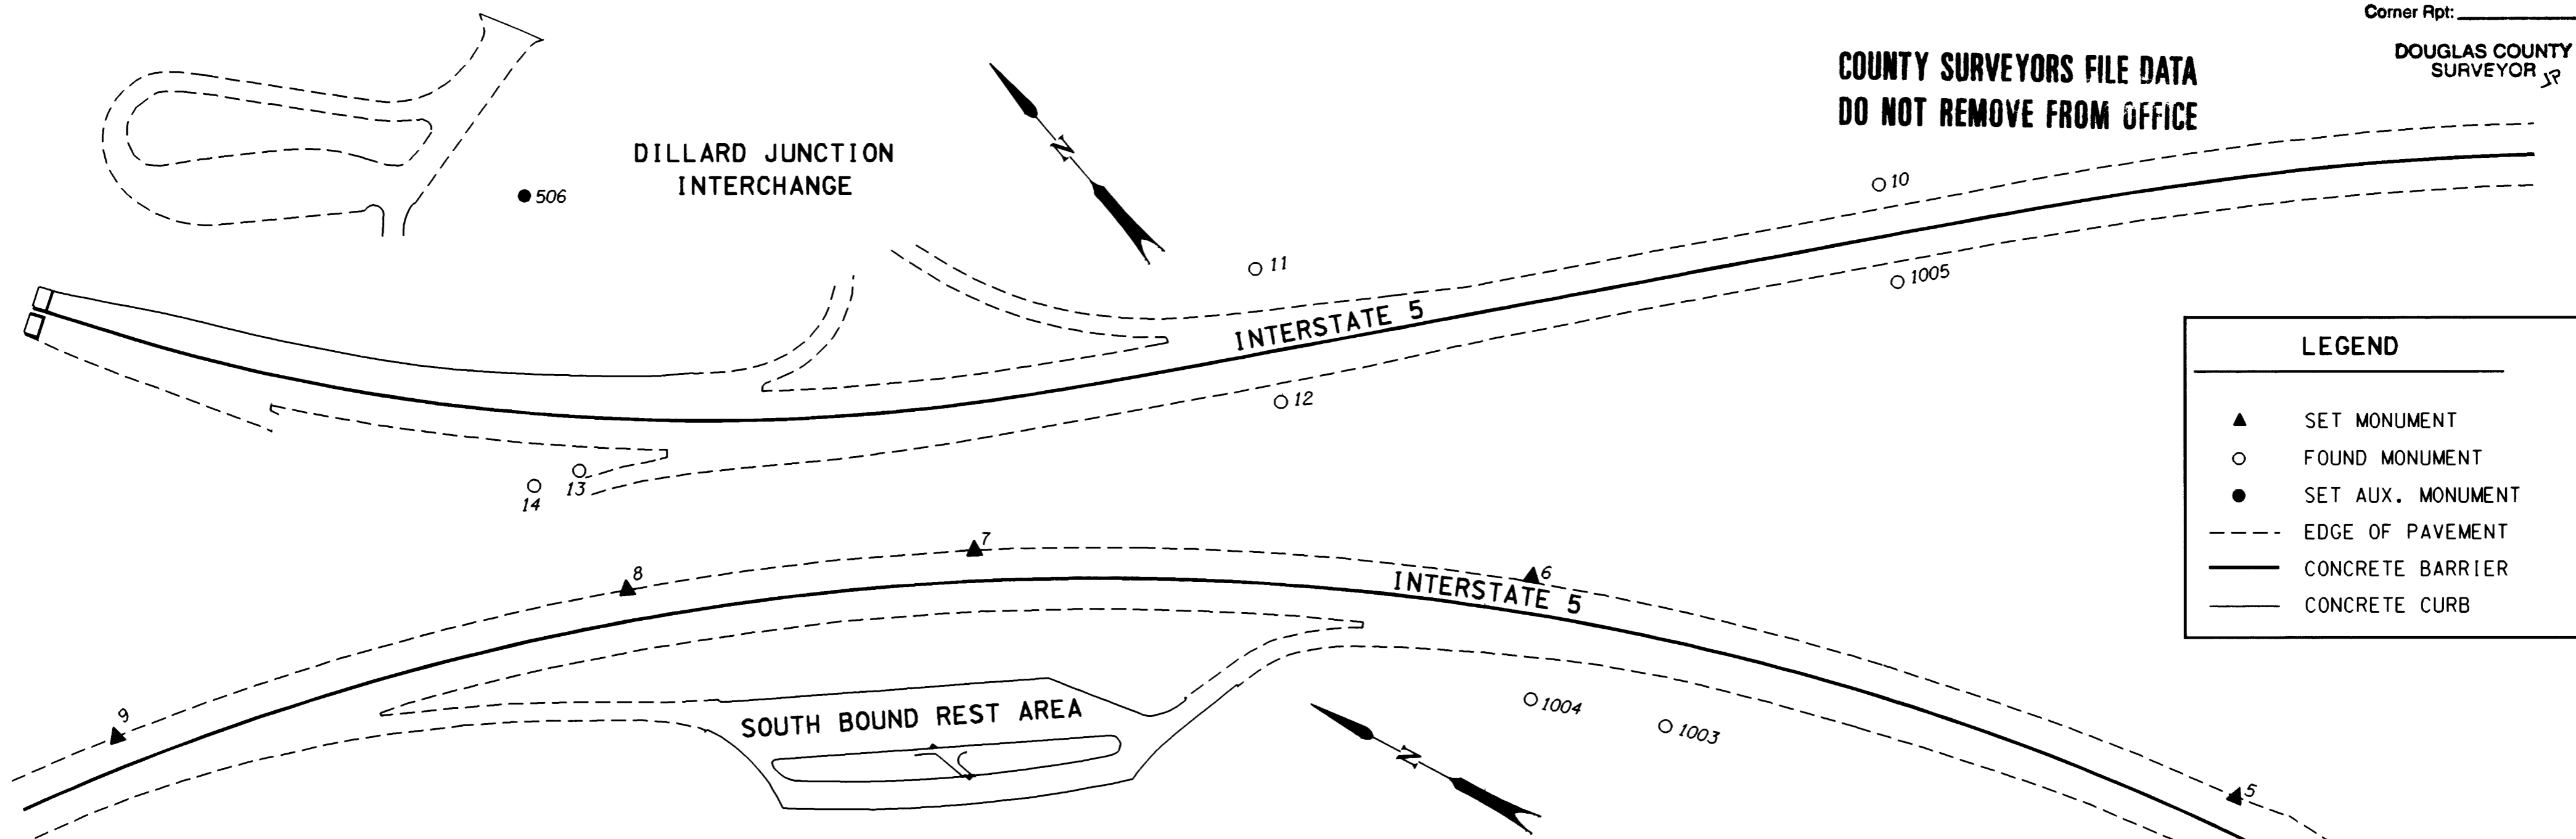 Corner Rpt:
DOUGLAS COUNTY
SURVEYOR JP
COUNTY SURVEYORS FILE DATA
DO NOT REMOVE FROM OFFICE
DILLARD JUNCTION
INTERCHANGE
N
506
10
11
1005
INTERSTATE 5
12
13
14
LEGEND
SET MONUMENT
FOUND MONUMENT
SET AUX. MONUMENT
EDGE OF PAVEMENT
CONCRETE BARRIER
CONCRETE CURB
7
8
6
INTERSTATE 5
9
SOUTH BOUND REST AREA
1004
1003
N
5